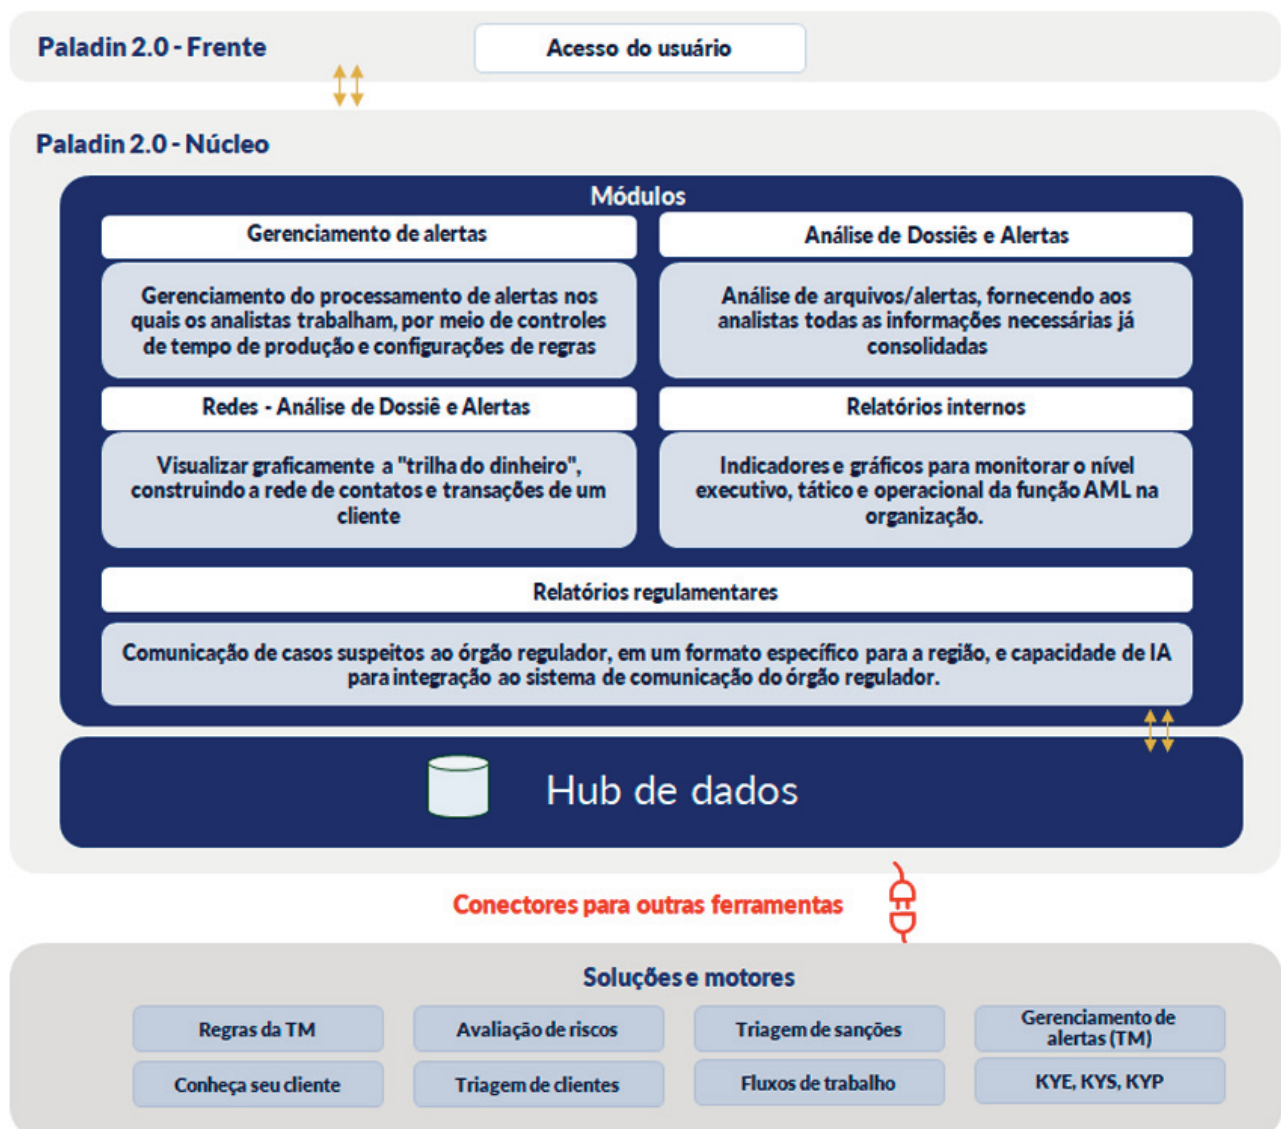 Paladin 2.0 - Frente
Acesso do usuário
Paladin 2.0 - Núcleo
Módulos
Gerenciamento de alertas
Gerenciamento do processamento de alertas nos
quais os analistas trabalham, por meio de controles
de tempo de produção e configurações de regras
Análise de Dossiês e Alertas
Análise de arquivos/alertas, fornecendo aos
analistas todas as informações necessárias já
consolidadas
Redes - Análise de Dossiê e Alertas
Visualizar graficamente a "trilha do dinheiro",
construindo a rede de contatos e transações de um
cliente
Relatórios internos
Indicadores e gráficos para monitorar o nível
executivo, tático e operacional da função AML na
organização.
Relatórios regulamentares
Comunicação de casos suspeitos ao órgão regulador, em um formato específico para a região, e capacidade de IA
para integração ao sistema de comunicação do órgão regulador.
Hub de dados
Conectores para outras ferramentas
Soluções e motores
Regras da TM
Avaliação de riscos
Triagem de sanções
Gerenciamento de
alertas (TM)
Conheça seu cliente
Triagem de clientes
Fluxos de trabalho
KYE, KYS, KYP